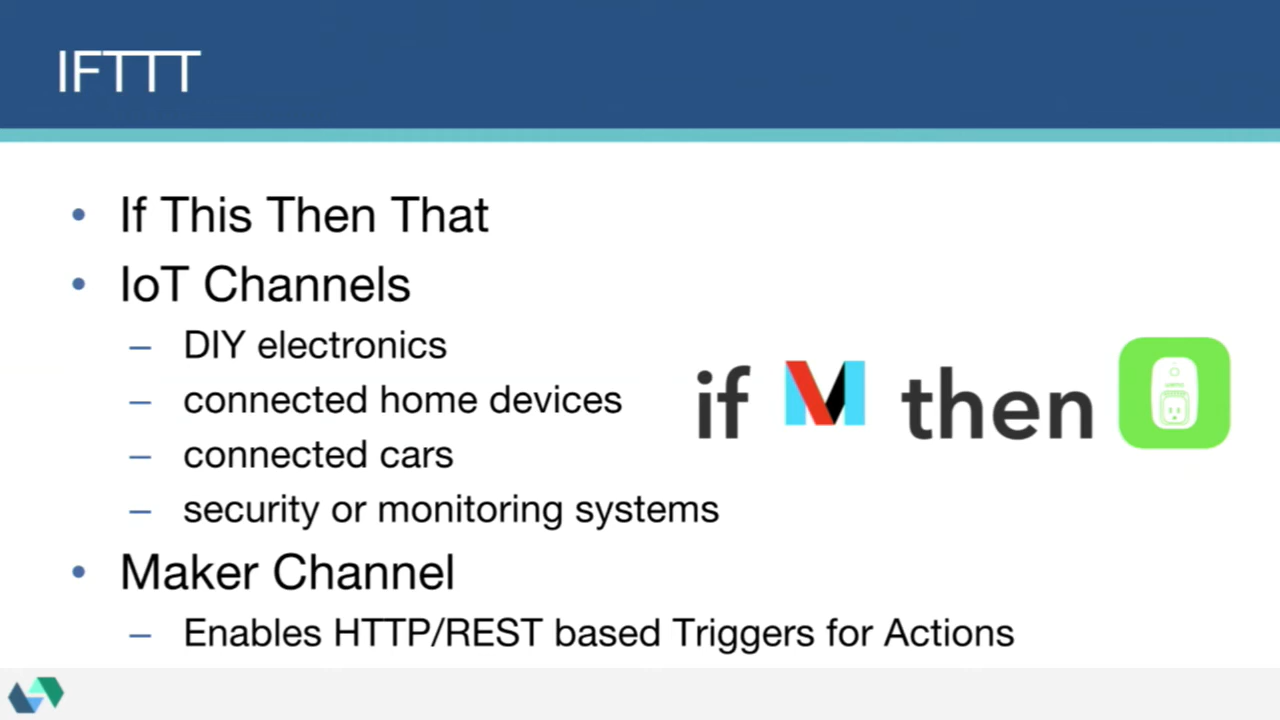 IFTTT
• If This Then That
• IoT Channels
– DIY electronics
– connected home devices
– connected cars
– security or monitoring systems
if M then
• Maker Channel
– Enables HTTP/REST based Triggers for Actions